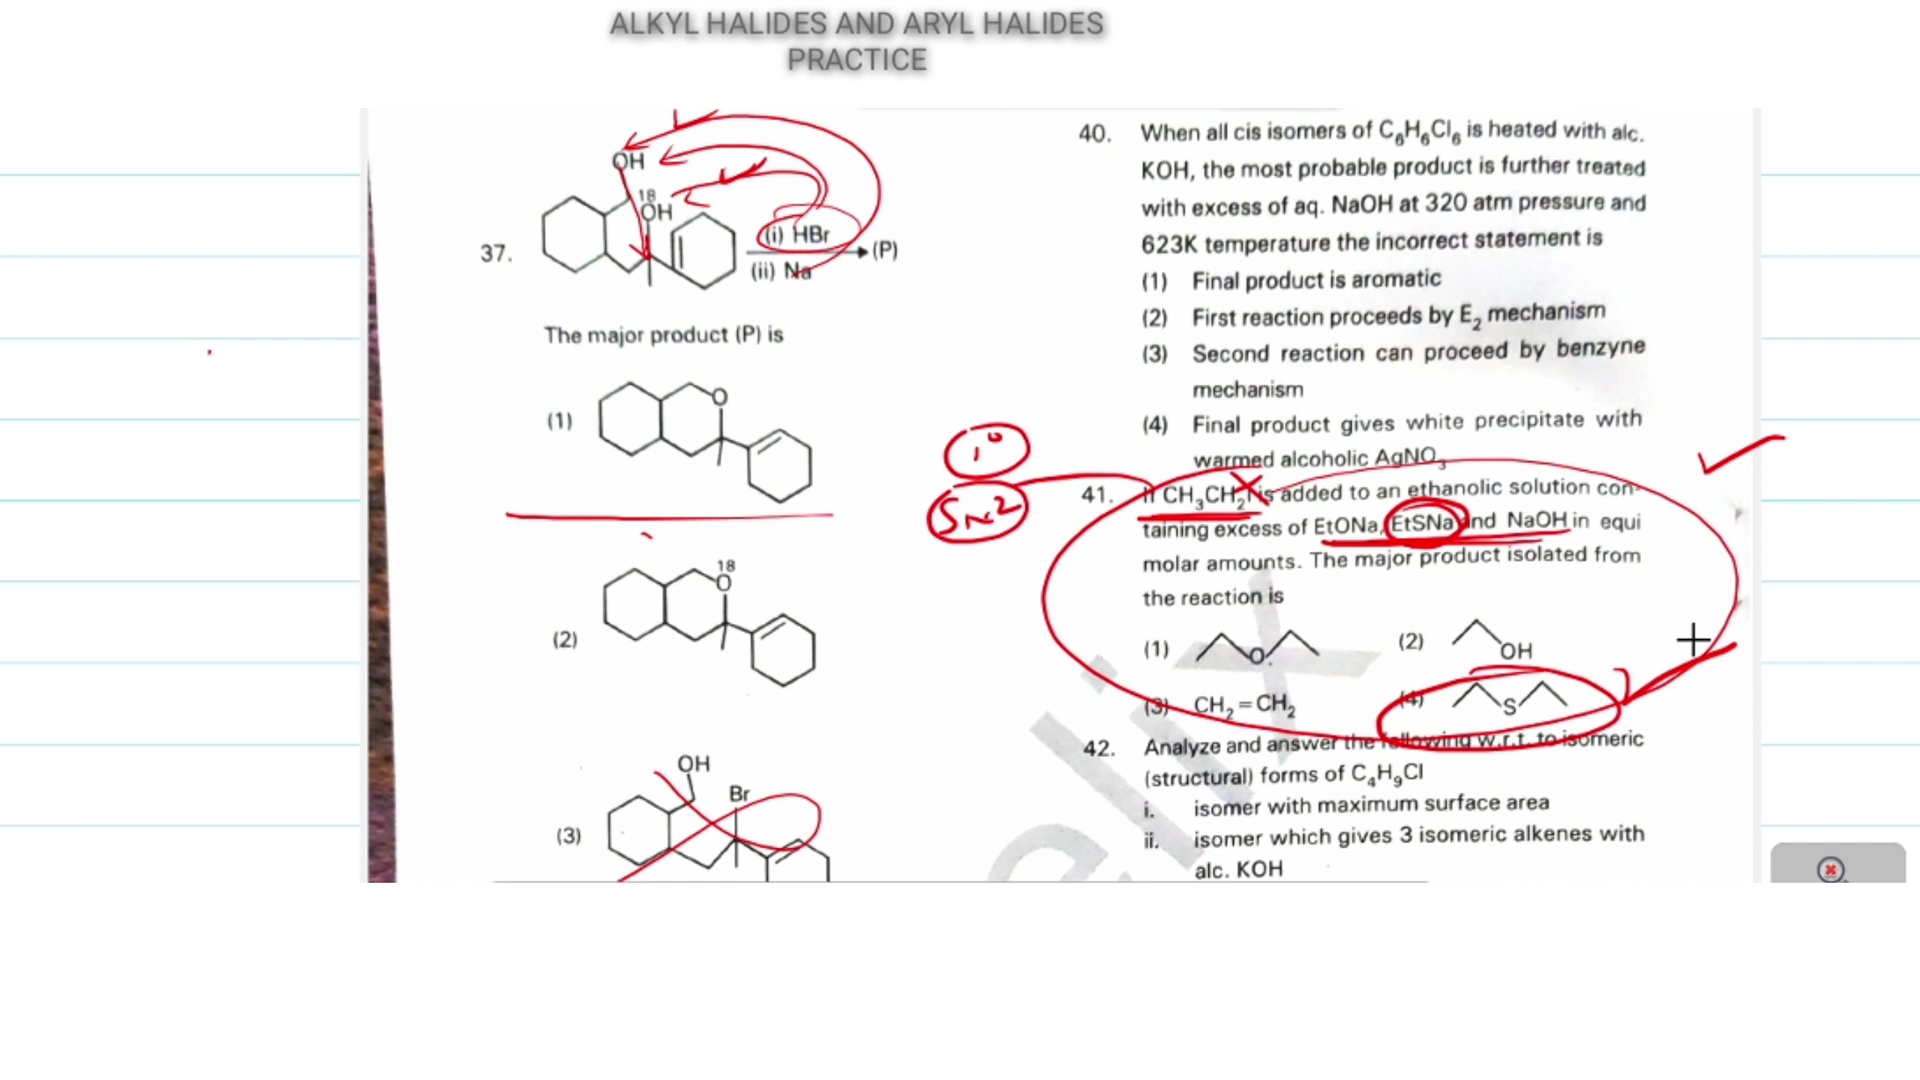 ALKYL HALIDES AND ARYL HALIDES
PRACTICE
OH
18
OH
37.
(i) HBr
(ii) Na
(P)
The major product (P) is
(1)
O
(2)
18
O
(3)
OH
Br
40. When all cis isomers of C₆H₆Cl₆ is heated with alc.
KOH, the most probable product is further treated
with excess of aq. NaOH at 320 atm pressure and
623K temperature the incorrect statement is
(1) Final product is aromatic
(2) First reaction proceeds by E₂ mechanism
(3) Second reaction can proceed by benzyne
mechanism
(4) Final product gives white precipitate with
warmed alcoholic AgNO₃
1°
SN2
41. If CH₃CH₂I is added to an ethanolic solution con-
taining excess of EtONa, EtSNa and NaOH in equi
molar amounts. The major product isolated from
the reaction is
(1) O (2) OH
(3) CH₂=CH₂ (4) S
42. Analyze and answer the following w.r.t. to isomeric
(structural) forms of C₄H₉Cl
i. isomer with maximum surface area
ii. isomer which gives 3 isomeric alkenes with
alc. KOH
elix